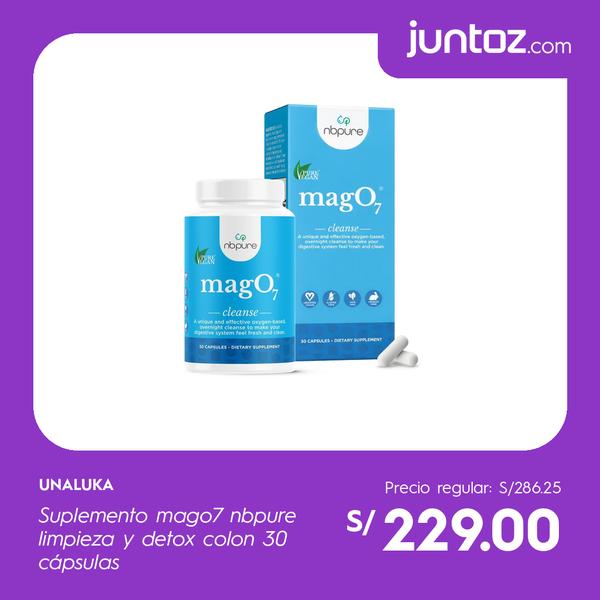 juntoz.com
nbpure
PURE VEGAN
magO7®
cleanse
A unique and effective oxygen-based,
overnight cleanse to make your
digestive system feel fresh and clean.
30 CAPSULES • DIETARY SUPPLEMENT
nbpure
PURE VEGAN
magO7®
cleanse
A unique and effective oxygen-based,
overnight cleanse to make your
digestive system feel fresh and clean.
30 CAPSULES • DIETARY SUPPLEMENT
UNALUKA
Suplemento mago7 nbpure
limpieza y detox colon 30
cápsulas
Precio regular: S/286.25
S/ 229.00